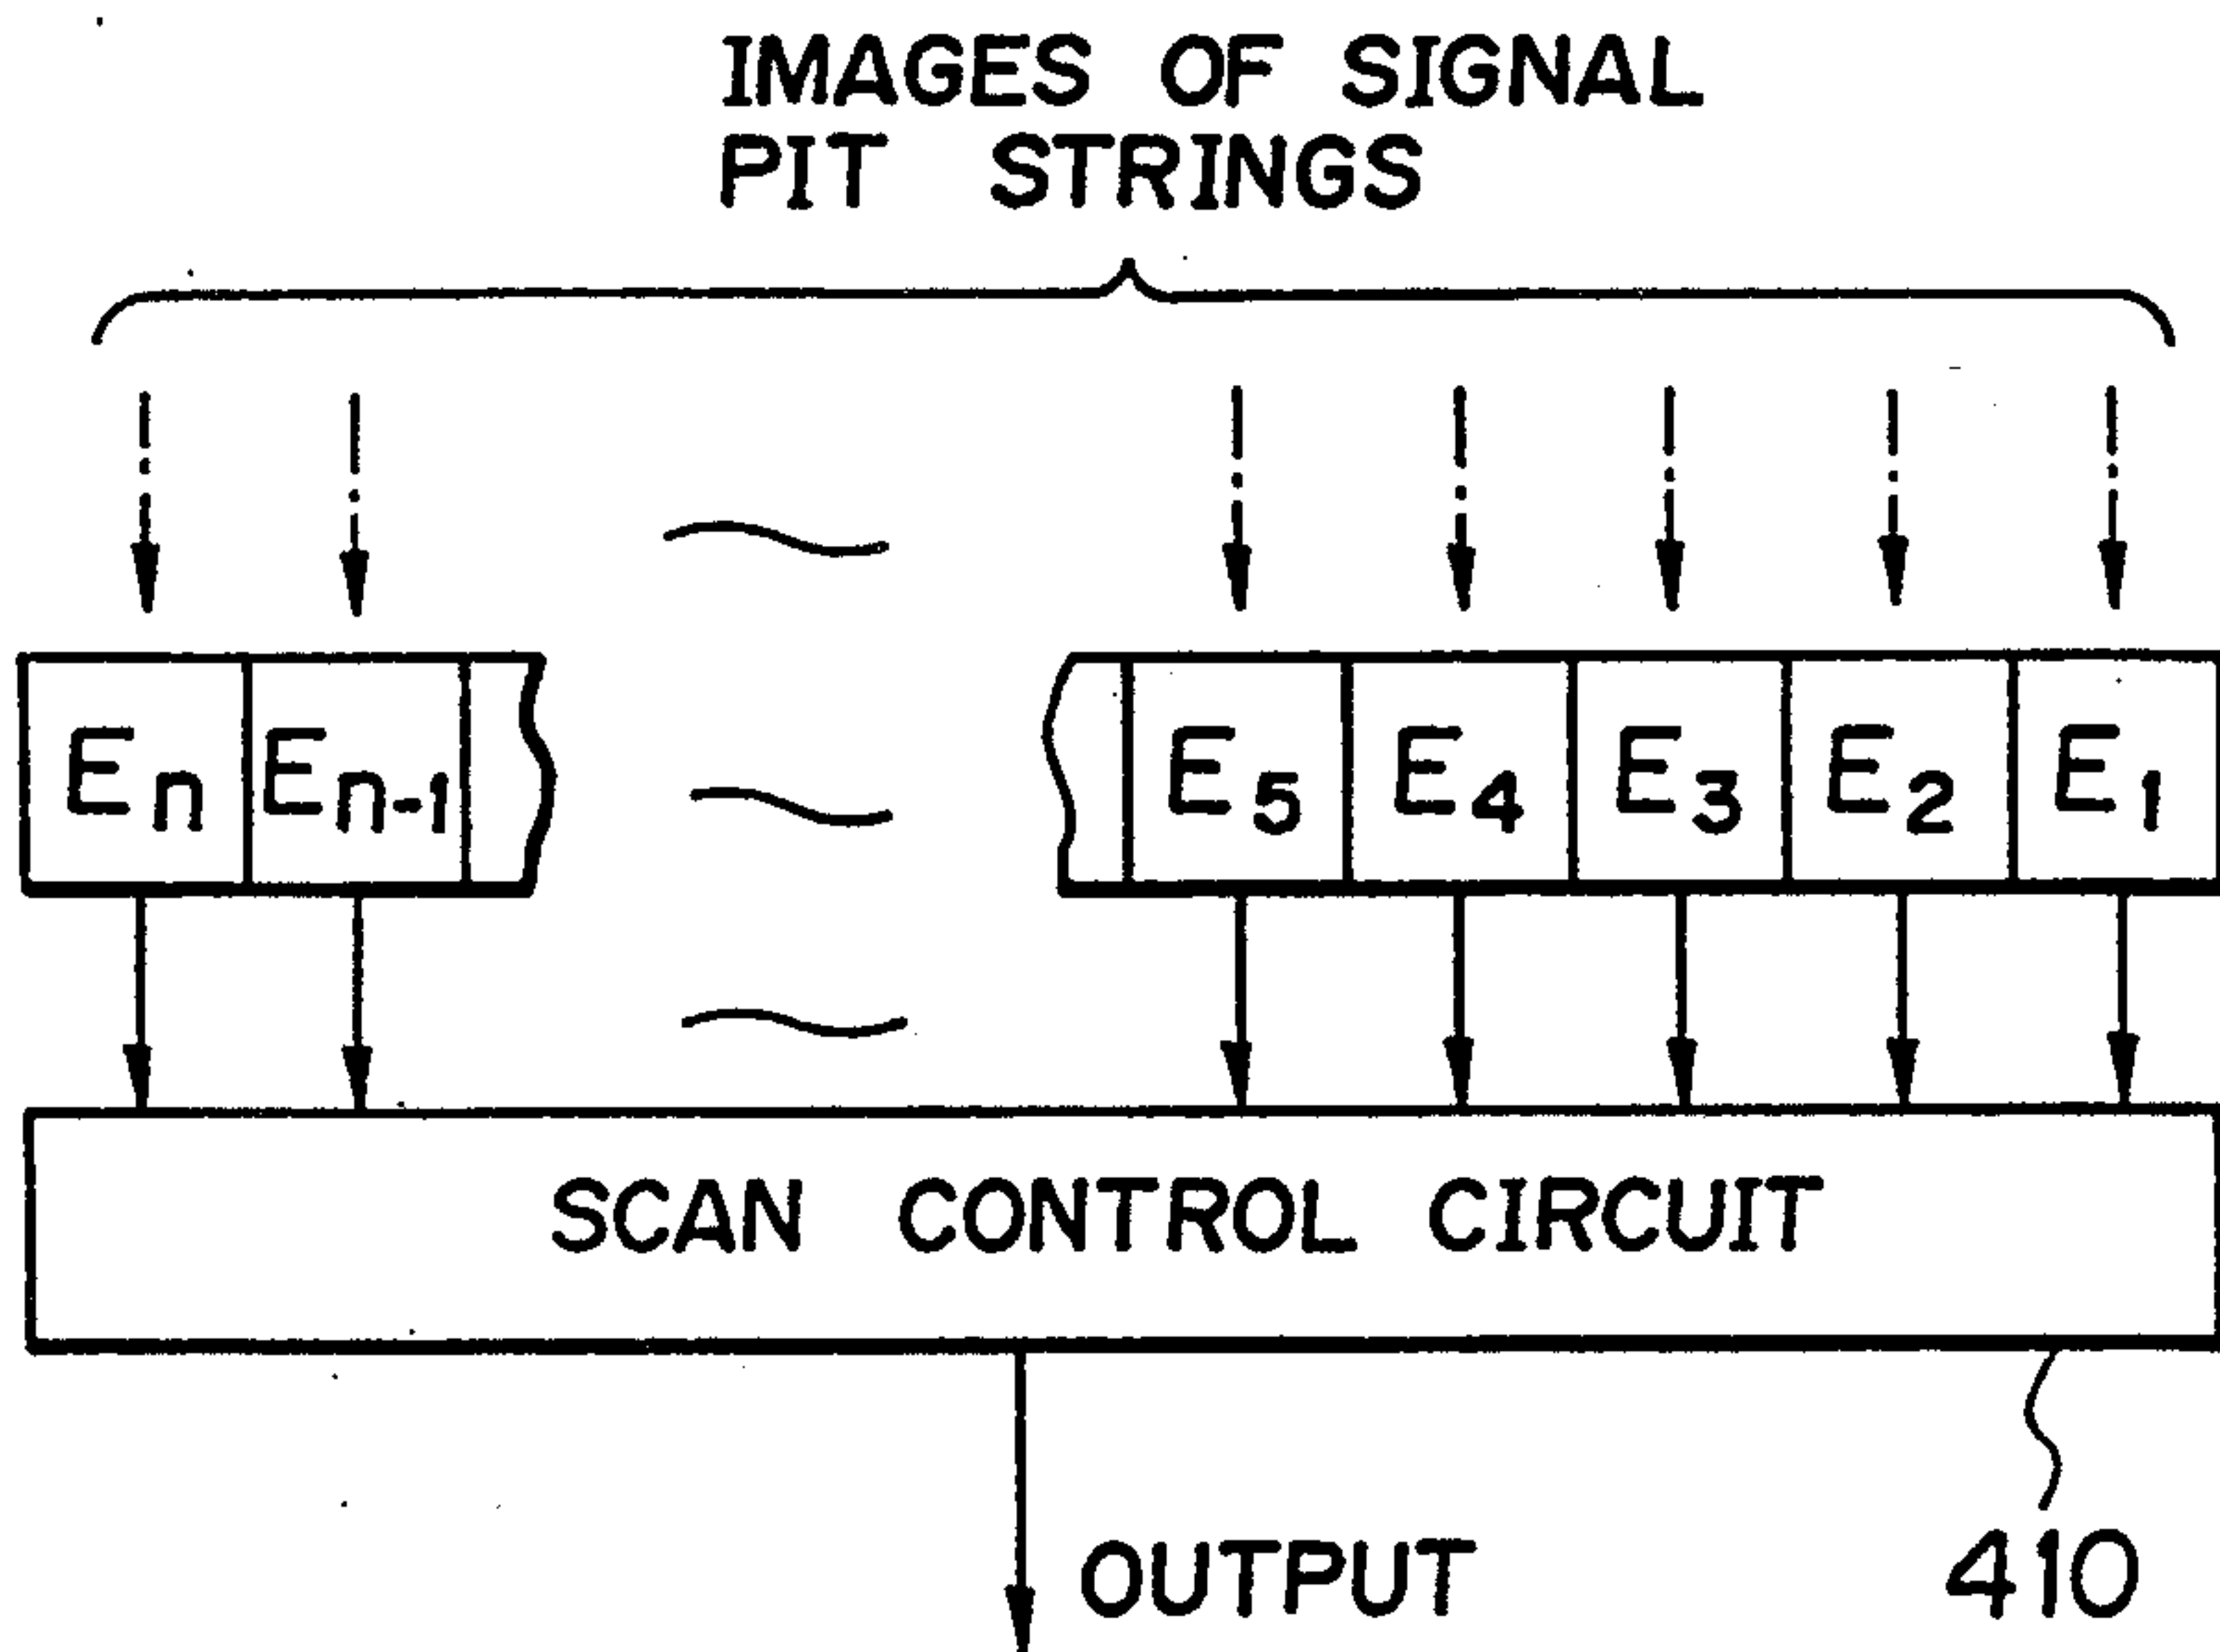 IMAGES OF SIGNAL
PIT STRINGS
En En-1 E5 E4 E3 E2 E1
SCAN CONTROL CIRCUIT
OUTPUT 410